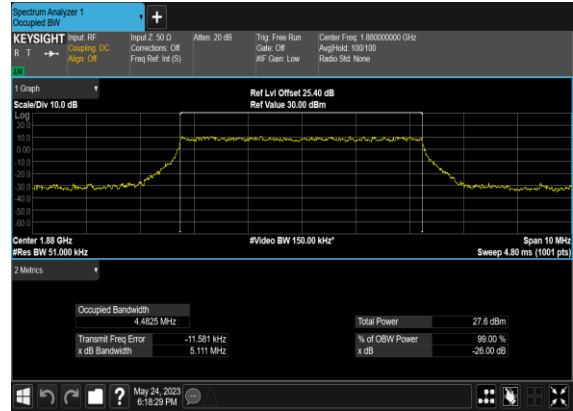 Spectrum Analyzer 1
Occupied BW
KEYSIGHT Input: RF Input Z: 50 Ω Atten: 20 dB Trig: Free Run Center Freq: 1.880000000 GHz
R T Coupling: DC Corrections: Off Gate: Off Avg|Hold: 100/100
Align: Off Freq Ref: Int (S) #IF Gain: Low Radio Std: None
LM
1 Graph Ref Lvl Offset 25.40 dB
Scale/Div 10.0 dB Ref Value 30.00 dBm
Log
20.0
10.0
0.00
-10.0
-20.0
-30.0
-40.0
-50.0
-60.0
Center 1.88 GHz #Video BW 150.00 kHz* Span 10 MHz
#Res BW 51.000 kHz Sweep 4.80 ms (1001 pts)
2 Metrics
Occupied Bandwidth
4.4825 MHz Total Power 27.6 dBm
Transmit Freq Error -11.581 kHz % of OBW Power 99.00 %
x dB Bandwidth 5.111 MHz x dB -26.00 dB
? May 24, 2023
6:18:29 PM